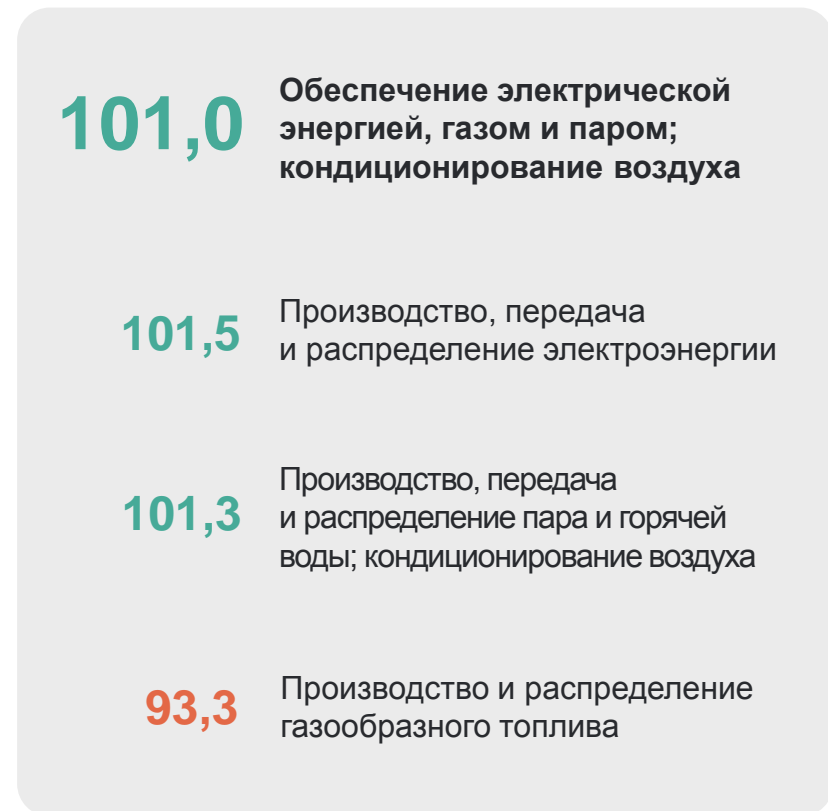 101,0
Обеспечение электрической
энергией, газом и паром;
кондиционирование воздуха
101,5
Производство, передача
и распределение электроэнергии
101,3
Производство, передача
и распределение пара и горячей
воды; кондиционирование воздуха
93,3
Производство и распределение
газообразного топлива